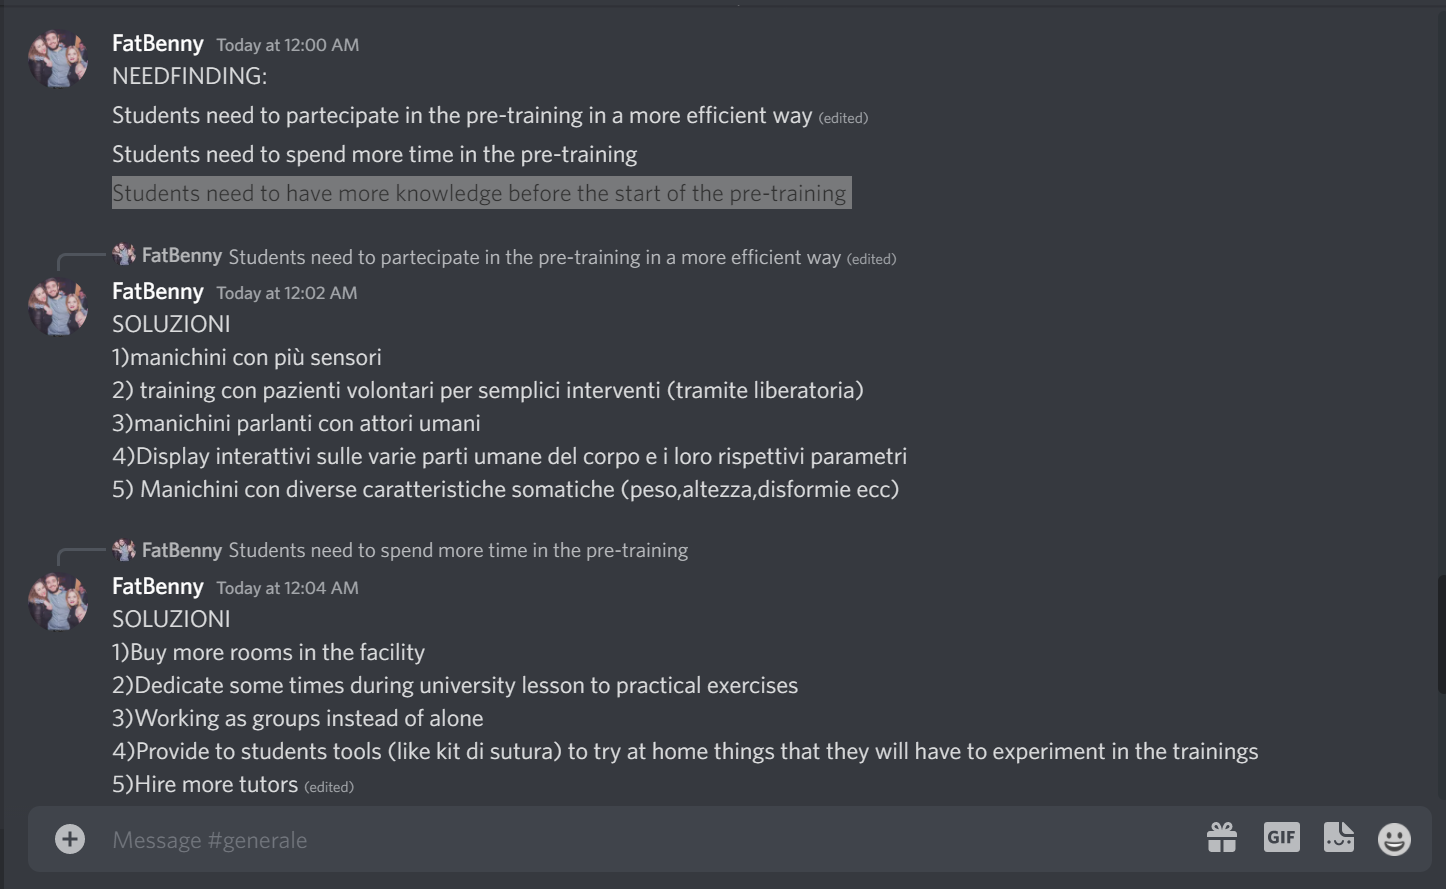 FatBenny Today at 12:00 AM
NEEDFINDING:
Students need to partecipate in the pre-training in a more efficient way (edited)
Students need to spend more time in the pre-training
Students need to have more knowledge before the start of the pre-training
FatBenny Students need to partecipate in the pre-training in a more efficient way (edited)
FatBenny Today at 12:02 AM
SOLUZIONI
1)manichini con più sensori
2) training con pazienti volontari per semplici interventi (tramite liberatoria)
3)manichini parlanti con attori umani
4)Display interattivi sulle varie parti umane del corpo e i loro rispettivi parametri
5) Manichini con diverse caratteristiche somatiche (peso,altezza,disformie ecc)
FatBenny Students need to spend more time in the pre-training
FatBenny Today at 12:04 AM
SOLUZIONI
1)Buy more rooms in the facility
2)Dedicate some times during university lesson to practical exercises
3)Working as groups instead of alone
4)Provide to students tools (like kit di sutura) to try at home things that they will have to experiment in the trainings
5)Hire more tutors (edited)
Message #generale
GIF